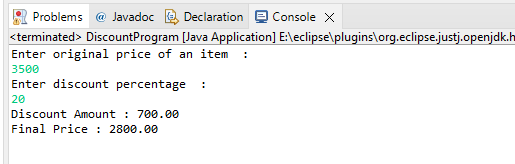 Problems @ Javadoc Declaration Console
<terminated> DiscountProgram [Java Application] E:\eclipse\plugins\org.eclipse.justj.openjdk.h
Enter original price of an item  :
3500
Enter discount percentage  :
20
Discount Amount : 700.00
Final Price : 2800.00